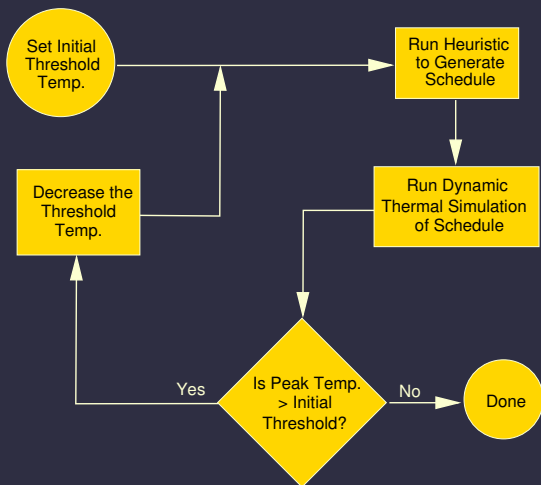 Set Initial
Threshold
Temp.
Run Heuristic
to Generate
Schedule
Decrease the
Threshold
Temp.
Run Dynamic
Thermal Simulation
of Schedule
Is Peak Temp.
> Initial
Threshold?
Yes
No
Done